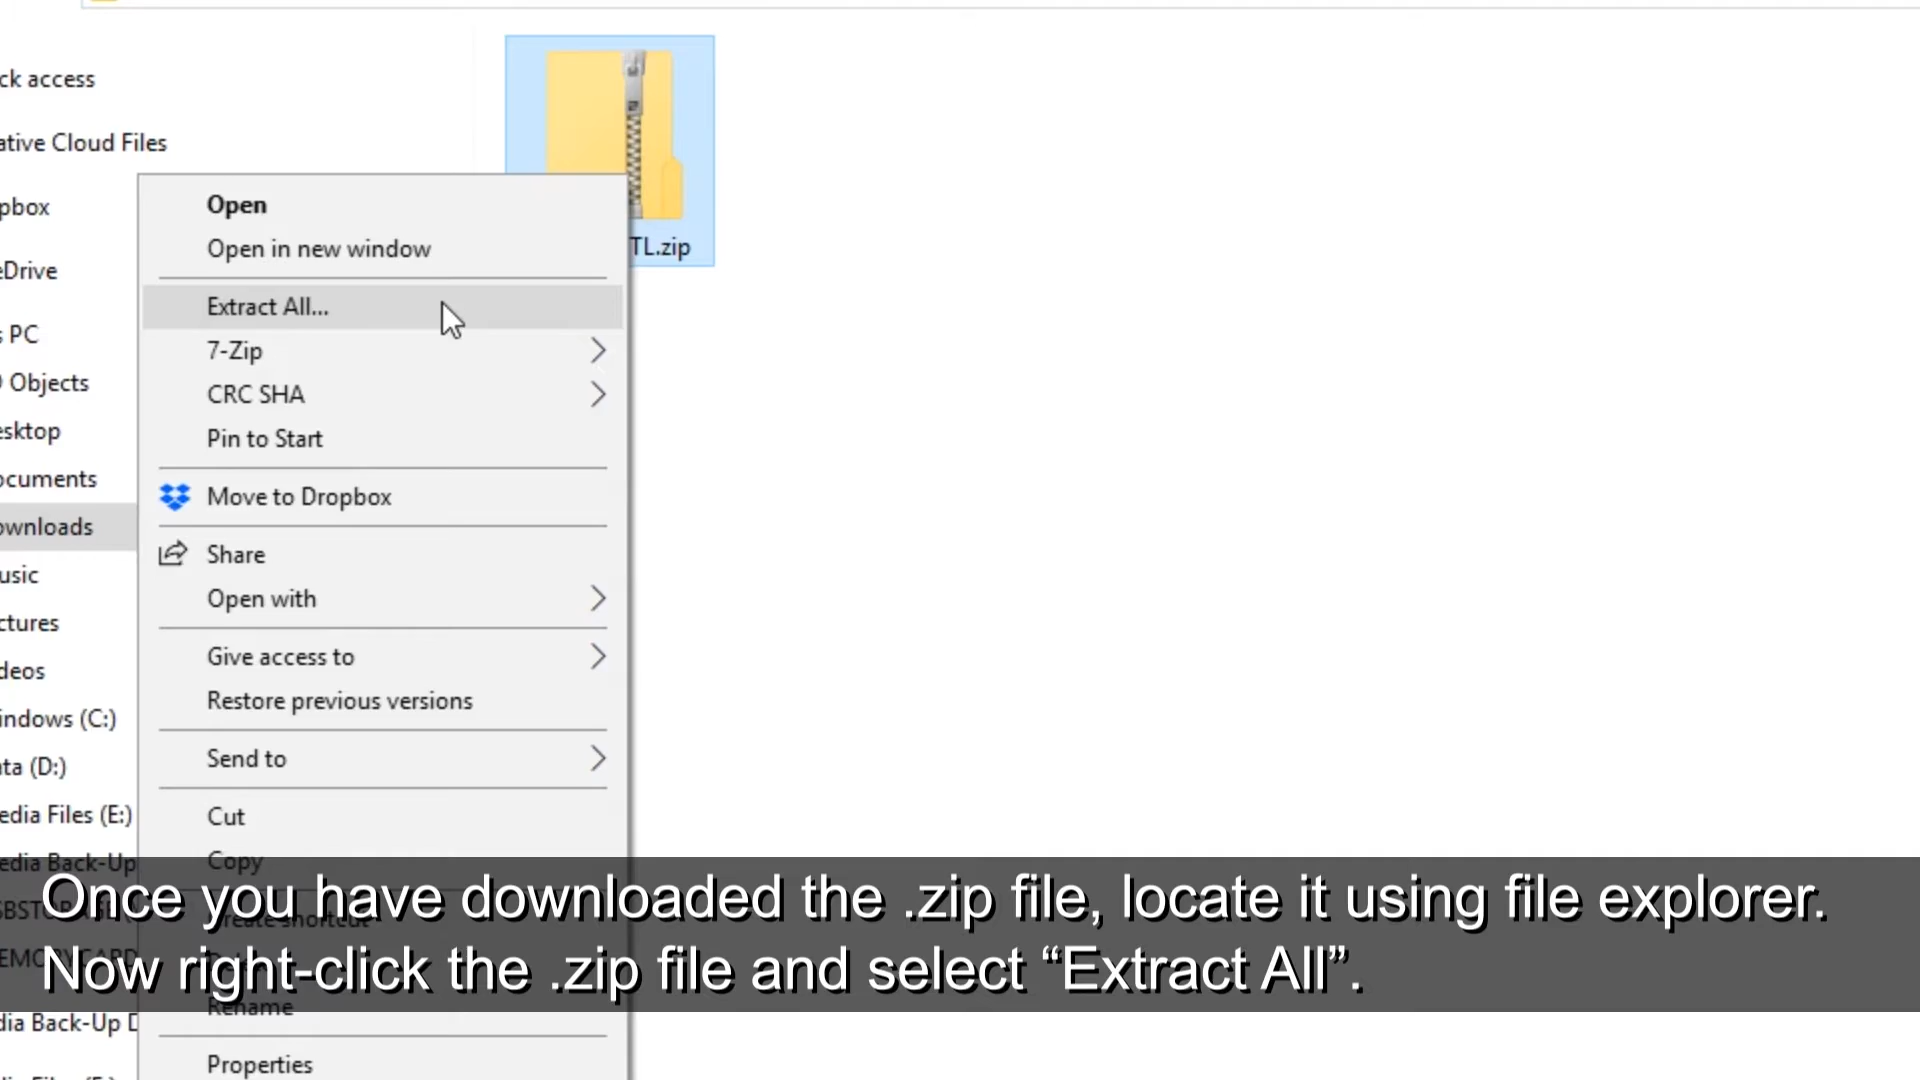 ck access
ative Cloud Files
pbox
eDrive
PC
Objects
esktop
ocuments
ownloads
usic
ctures
deos
indows (C:)
ata (D:)
edia Files (E:)
edia Back-Up
dia Back-Up D
TL.zip
Open
Open in new window
Extract All...
7-Zip
CRC SHA
Pin to Start
Move to Dropbox
Share
Open with
Give access to
Restore previous versions
Send to
Cut
Copy
Create shortcut
Rename
Properties
Once you have downloaded the .zip file, locate it using file explorer.
Now right-click the .zip file and select “Extract All”.